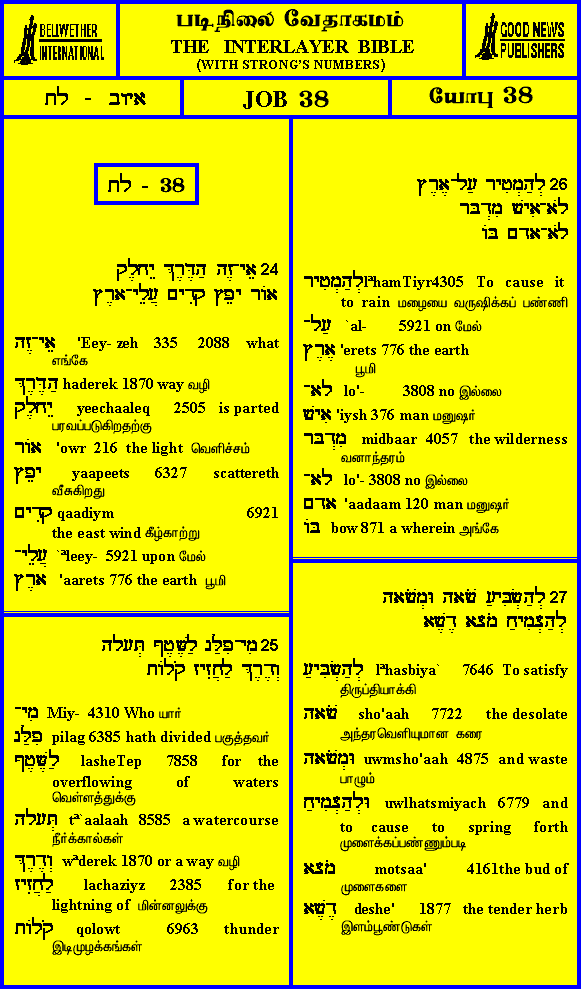 BELLWETHER
INTERNATIONAL
படிநிலை வேதாகமம்
THE INTERLAYER BIBLE
(WITH STRONG'S NUMBERS)
GOOD NEWS
PUBLISHERS
איוב - לח
JOB 38
யோபு 38
לח - 38
24 אֵי־זֶה הַדֶּרֶךְ יֵחָלֶק
אוֹר יָפֵץ קָדִים עֲלֵי־אָרֶץ
אֵי־זֶה 'Eey- zeh 335 2088 what
எங்கே
הַדֶּרֶךְ haderek 1870 way வழி
יֵחָלֶק yeechaaleq 2505 is parted
பரவப்படுகிறதற்கு
אוֹר 'owr 216 the light வெளிச்சம்
יָפֵץ yaapeets 6327 scattereth
வீசுகிறது
קָדִים qaadiym 6921
the east wind கீழ்காற்று
עֲלֵי־ `ªleey- 5921 upon மேல்
אָרֶץ 'aarets 776 the earth பூமி
25 מִי־פִלַּג לַשֶּׁטֶף תְּעָלָה
וְדֶרֶךְ לַחֲזִיז קֹלוֹת
מִי־ Miy- 4310 Who யார்
פִלַּג pilag 6385 hath divided பகுத்தவர்
לַשֶּׁטֶף lasheTep 7858 for the
overflowing of waters
வெள்ளத்துக்கு
תְּעָלָה tª`aalaah 8585 a watercourse
நீர்க்கால்கள்
וְדֶרֶךְ wªderek 1870 or a way வழி
לַחֲזִיז lachaziyz 2385 for the
lightning of மின்னலுக்கு
קֹלוֹת qolowt 6963 thunder
இடிமுழக்கங்கள்
26 לְהַמְטִיר עַל־אֶרֶץ
לֹא־אִישׁ מִדְבָּר
לֹא־אָדָם בּוֹ
לְהַמְטִיר lªhamTiyr4305 To cause it
to rain மழையை வருஷிக்கப் பண்ணி
עַל־ `al- 5921 on மேல்
אֶרֶץ 'erets 776 the earth
பூமி
לֹא־ lo'- 3808 no இல்லை
אִישׁ 'iysh 376 man மனுஷர்
מִדְבָּר midbaar 4057 the wilderness
வனாந்தரம்
לֹא־ lo'- 3808 no இல்லை
אָדָם 'aadaam 120 man மனுஷர்
בּוֹ bow 871 a wherein அங்கே
27 לְהַשְׂבִּיעַ שֹׁאָה וּמְשֹׁאָה
לְהַצְמִיחַ מֹצָא דֶשֶׁא
לְהַשְׂבִּיעַ lªhasbiya` 7646 To satisfy
திருப்தியாக்கி
שֹׁאָה sho'aah 7722 the desolate
அந்தரவெளியுமான கரை
וּמְשֹׁאָה uwmsho'aah 4875 and waste
பாழும்
וּלְהַצְמִיחַ uwlhatsmiyach 6779 and
to cause to spring forth
முளைக்கப்பண்ணும்படி
מֹצָא motsaa' 4161the bud of
முளைகளை
דֶשֶׁא deshe' 1877 the tender herb
இளம்பூண்டுகள்